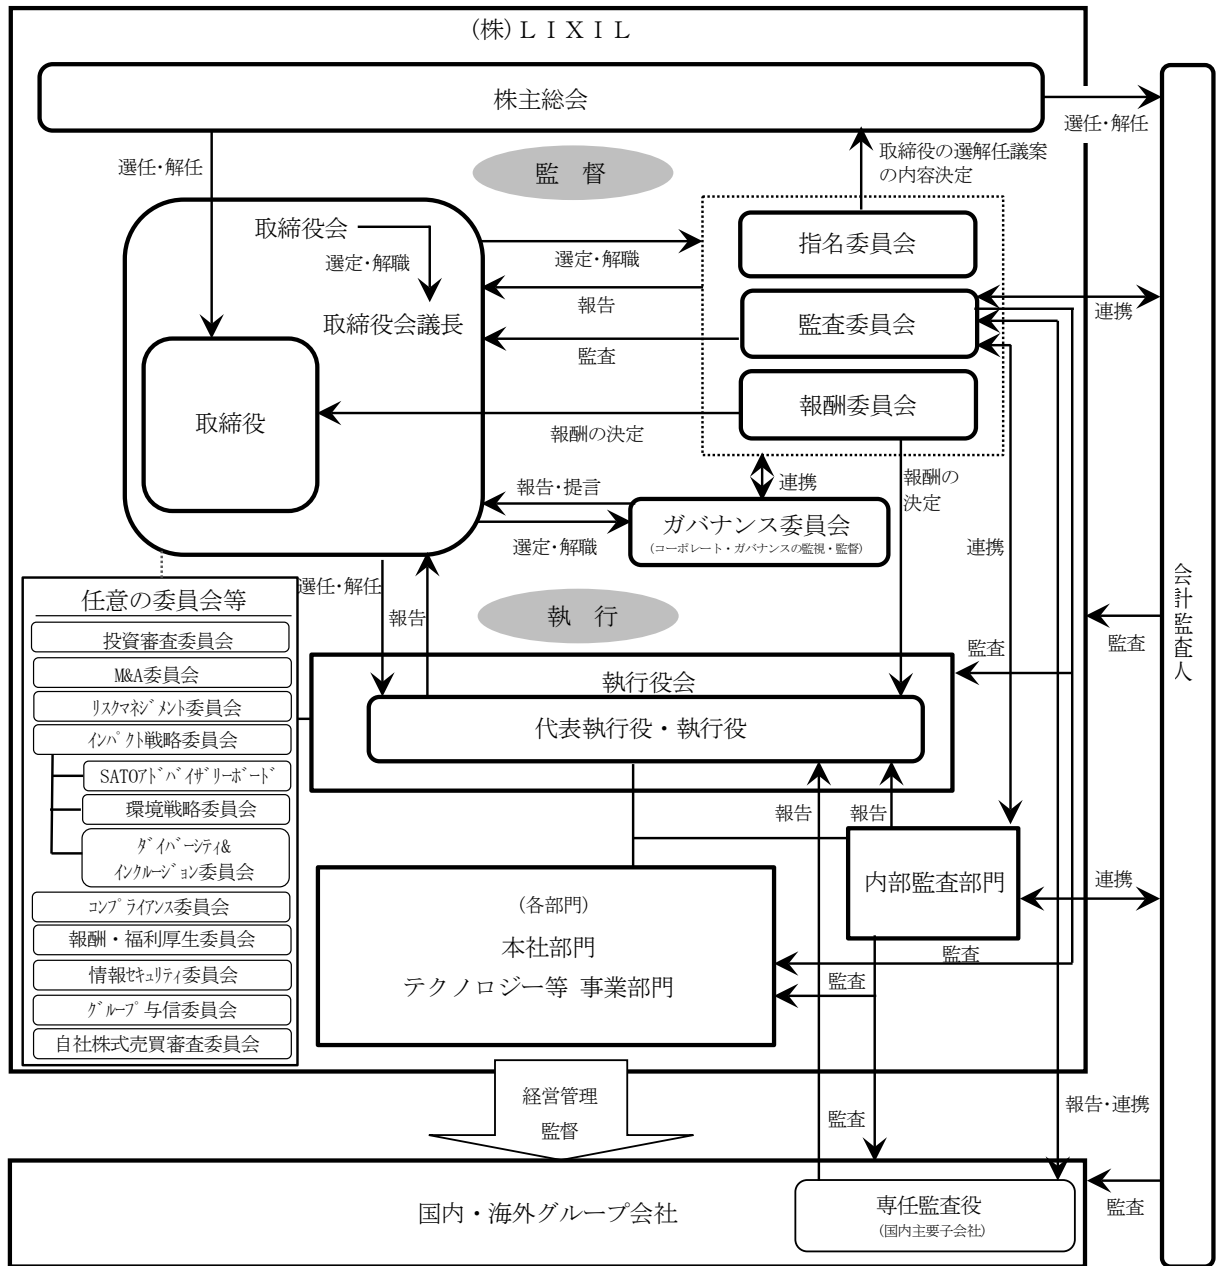 (株)ＬＩＸＩＬ
株主総会
選任・解任
選任・解任
監 督
取締役の選解任議案
の内容決定
取締役会
選定・解職
取締役会議長
選定・解職
報告
監査
指名委員会
監査委員会
報酬委員会
連携
取締役
報酬の決定
報告・提言
連携
報酬の
決定
選定・解職
ガバナンス委員会
(コーポレート・ガバナンスの監視・監督)
連携
会計監査人
選任・解任
報告
執 行
監査
監査
任意の委員会等
投資審査委員会
M&A委員会
リスクマネジメント委員会
インパクト戦略委員会
SATOアドバイザリーボード
環境戦略委員会
ダイバーシティ&
インクルージョン委員会
コンプライアンス委員会
報酬・福利厚生委員会
情報セキュリティ委員会
グループ与信委員会
自社株式売買審査委員会
執行役会
代表執行役・執行役
報告
報告
内部監査部門
連携
(各部門)
本社部門
テクノロジー等 事業部門
監査
監査
経営管理
監督
監査
報告・連携
国内・海外グループ会社
専任監査役
(国内主要子会社)
監査